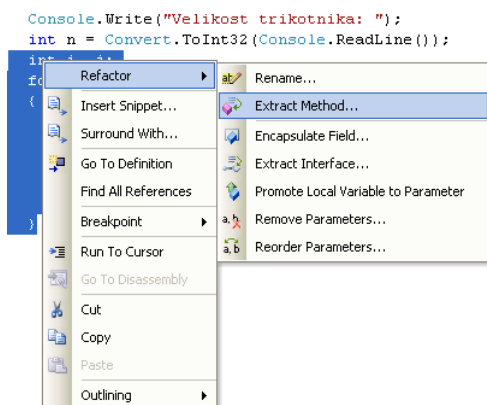 Console.Write("Velikost trikotnika: ");
int n = Convert.ToInt32(Console.ReadLine());
int i, j;
{
}
Refactor
Insert Snippet...
Surround With...
Go To Definition
Find All References
Breakpoint
Run To Cursor
Go To Disassembly
Cut
Copy
Paste
Outlining
Rename...
Extract Method...
Encapsulate Field...
Extract Interface...
Promote Local Variable to Parameter
Remove Parameters...
Reorder Parameters...